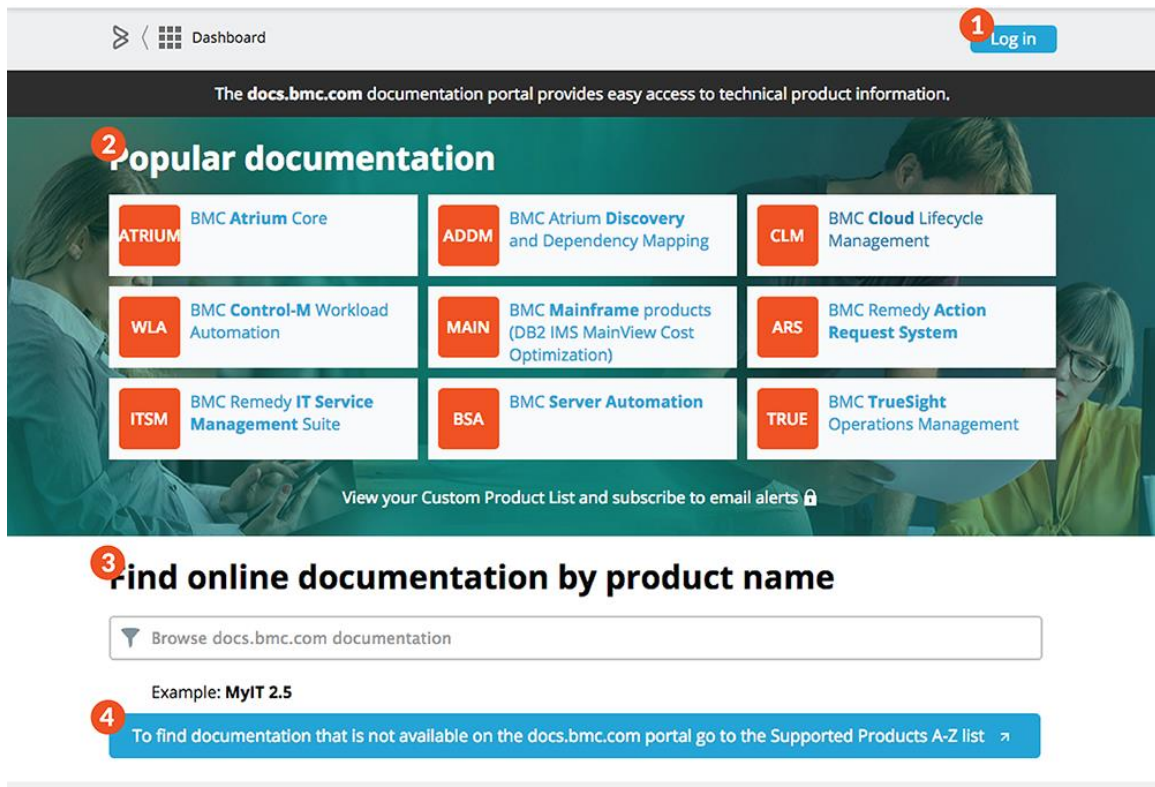 Dashboard
1
Log in
The docs.bmc.com documentation portal provides easy access to technical product information.
2
Popular documentation
ATRIUM
BMC Atrium Core
ADDM
BMC Atrium Discovery
and Dependency Mapping
CLM
BMC Cloud Lifecycle
Management
WLA
BMC Control-M Workload
Automation
MAIN
BMC Mainframe products
(DB2 IMS MainView Cost
Optimization)
ARS
BMC Remedy Action
Request System
ITSM
BMC Remedy IT Service
Management Suite
BSA
BMC Server Automation
TRUE
BMC TrueSight
Operations Management
View your Custom Product List and subscribe to email alerts
3
Find online documentation by product name
Browse docs.bmc.com documentation
Example: MyIT 2.5
4
To find documentation that is not available on the docs.bmc.com portal go to the Supported Products A-Z list